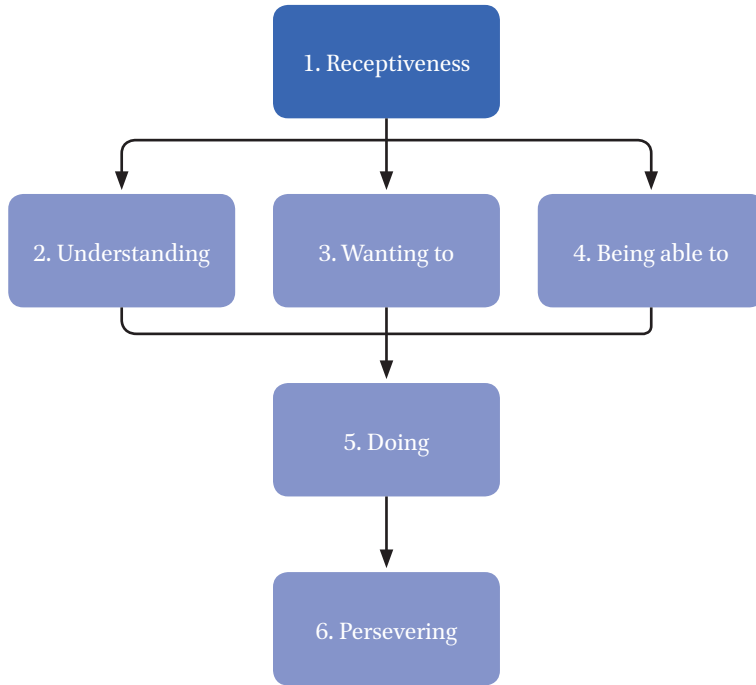 1. Receptiveness
2. Understanding
3. Wanting to
4. Being able to
5. Doing
6. Persevering